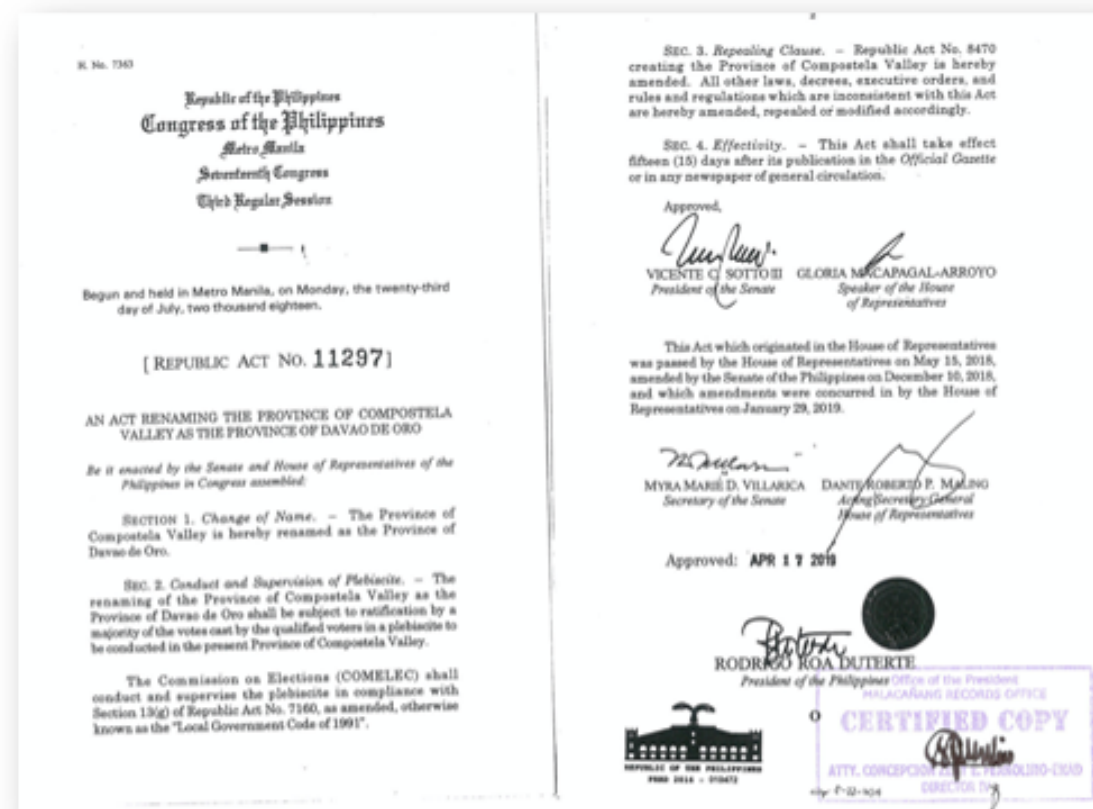 H. No. 7363
Republic of the Philippines
Congress of the Philippines
Metro Manila
Seventeenth Congress
Third Regular Session
Begun and held in Metro Manila, on Monday, the twenty-third
day of July, two thousand eighteen.
[ REPUBLIC ACT NO. 11297 ]
AN ACT RENAMING THE PROVINCE OF COMPOSTELA
VALLEY AS THE PROVINCE OF DAVAO DE ORO
Be it enacted by the Senate and House of Representatives of the
Philippines in Congress assembled:
SECTION 1. Change of Name. – The Province of
Compostela Valley is hereby renamed as the Province of
Davao de Oro.
SEC. 2. Conduct and Supervision of Plebiscite. – The
renaming of the Province of Compostela Valley as the
Province of Davao de Oro shall be subject to ratification by a
majority of the votes cast by the qualified voters in a plebiscite to
be conducted in the present Province of Compostela Valley.
The Commission on Elections (COMELEC) shall
conduct and supervise the plebiscite in compliance with
Section 13(g) of Republic Act No. 7160, as amended, otherwise
known as the "Local Government Code of 1991".
2
SEC. 3. Repealing Clause. – Republic Act No. 8470
creating the Province of Compostela Valley is hereby
amended. All other laws, decrees, executive orders, and
rules and regulations which are inconsistent with this Act
are hereby amended, repealed or modified accordingly.
SEC. 4. Effectivity. – This Act shall take effect
fifteen (15) days after its publication in the Official Gazette
or in any newspaper of general circulation.
Approved,
VICENTE C. SOTTO III GLORIA MACAPAGAL-ARROYO
President of the Senate Speaker of the House
of Representatives
This Act which originated in the House of Representatives
was passed by the House of Representatives on May 15, 2018,
amended by the Senate of the Philippines on December 10, 2018,
and which amendments were concurred in by the House of
Representatives on January 29, 2019.
MYRA MARIE D. VILLARICA DANTE ROBERTO P. MALING
Secretary of the Senate Acting Secretary General
House of Representatives
Approved: APR 17 2019
RODRIGO ROA DUTERTE
President of the Philippines
Office of the President
MALACAÑANG RECORDS OFFICE
CERTIFIED COPY
ATTY. CONCEPCION
DIRECTOR
REPUBLIC OF THE PHILIPPINES
PRRD 2016 - 010672